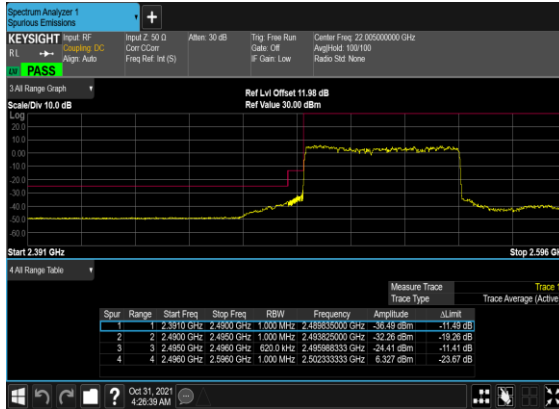 Spectrum Analyzer 1
Spurious Emissions
+
KEYSIGHT Input: RF Input Z: 50 Ω Atten: 30 dB Trig: Free Run Center Freq: 22.005000000 GHz
RL Coupling: DC Corr CCorr Gate: Off Avg|Hold: 100/100
Align: Auto Freq Ref: Int (S) IF Gain: Low Radio Std: None
PASS
3 All Range Graph
Ref Lvl Offset 11.98 dB
Scale/Div 10.0 dB Ref Value 30.00 dBm
Log
20.0
10.0
0.00
-10.0
-20.0
-30.0
-40.0
-50.0
-60.0
Start 2.391 GHz Stop 2.596 GH
4 All Range Table
Measure Trace Trace 1
Trace Type Trace Average (Active
Spur Range Start Freq Stop Freq RBW Frequency Amplitude ΔLimit
1 1 2.3910 GHz 2.4900 GHz 1.000 MHz 2.489835000 GHz -36.49 dBm -11.49 dB
2 2 2.4900 GHz 2.4950 GHz 1.000 MHz 2.493825000 GHz -32.26 dBm -19.26 dB
3 3 2.4950 GHz 2.4960 GHz 620.0 kHz 2.495988333 GHz -24.41 dBm -11.41 dB
4 4 2.4960 GHz 2.5960 GHz 1.000 MHz 2.502333333 GHz 6.327 dBm -23.67 dB
? Oct 31, 2021
4:26:39 AM